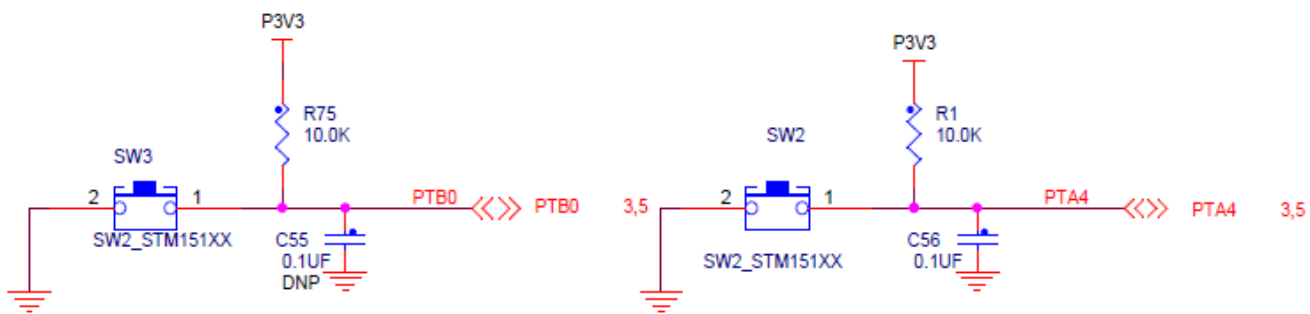 P3V3
R75
10.0K
SW3
2
1
SW2_STM151XX
PTB0
PTB0
3,5
C55
0.1UF
DNP
P3V3
R1
10.0K
SW2
2
1
SW2_STM151XX
PTA4
PTA4
3,5
C56
0.1UF